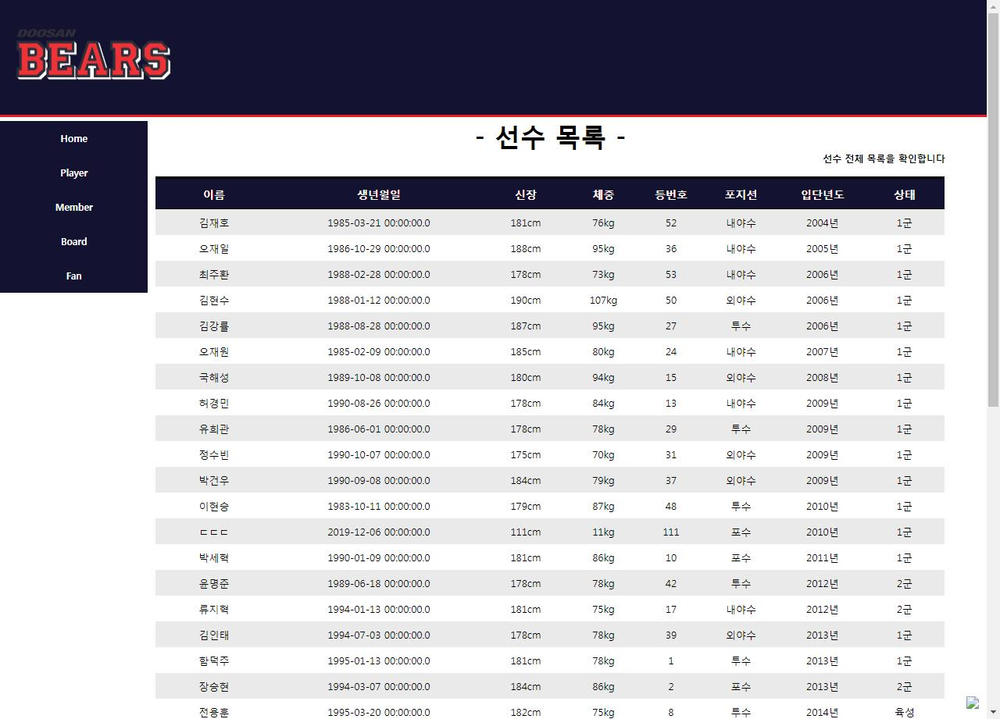 DOOSAN
BEARS
Home
Player
Member
Board
Fan
- 선수 목록 -
선수 전체 목록을 확인합니다
이름 생년월일 신장 체중 등번호 포지션 입단년도 상태
김재호 1985-03-21 00:00:00.0 181cm 76kg 52 내야수 2004년 1군
오재일 1986-10-29 00:00:00.0 188cm 95kg 36 내야수 2005년 1군
최주환 1988-02-28 00:00:00.0 178cm 73kg 53 내야수 2006년 1군
김현수 1988-01-12 00:00:00.0 190cm 107kg 50 외야수 2006년 1군
김강률 1988-08-28 00:00:00.0 187cm 95kg 27 투수 2006년 1군
오재원 1985-02-09 00:00:00.0 185cm 80kg 24 내야수 2007년 1군
국해성 1989-10-08 00:00:00.0 180cm 94kg 15 외야수 2008년 1군
허경민 1990-08-26 00:00:00.0 178cm 84kg 13 내야수 2009년 1군
유희관 1986-06-01 00:00:00.0 178cm 78kg 29 투수 2009년 1군
정수빈 1990-10-07 00:00:00.0 175cm 70kg 31 외야수 2009년 1군
박건우 1990-09-08 00:00:00.0 184cm 79kg 37 외야수 2009년 1군
이현승 1983-10-11 00:00:00.0 179cm 87kg 48 투수 2010년 1군
ㄷㄷㄷ 2019-12-06 00:00:00.0 111cm 11kg 111 포수 2010년 1군
박세혁 1990-01-09 00:00:00.0 181cm 86kg 10 포수 2011년 1군
윤명준 1989-06-18 00:00:00.0 178cm 78kg 42 투수 2012년 2군
류지혁 1994-01-13 00:00:00.0 181cm 75kg 17 내야수 2012년 2군
김인태 1994-07-03 00:00:00.0 178cm 78kg 39 외야수 2013년 1군
함덕주 1995-01-13 00:00:00.0 181cm 78kg 1 투수 2013년 1군
장승현 1994-03-07 00:00:00.0 184cm 86kg 2 포수 2013년 2군
전용훈 1995-03-20 00:00:00.0 182cm 75kg 8 투수 2014년 육성